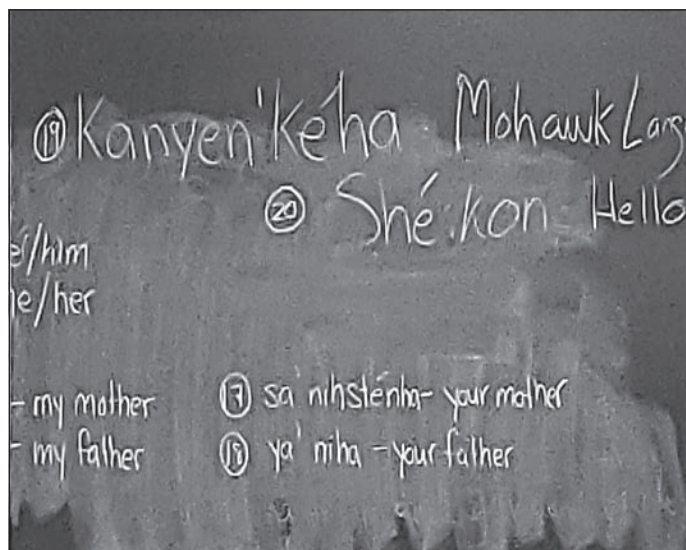 ⑲ Kanyen'kéha Mohawk Lang
⑳ Shé:kon Hello
/him
/her
- my mother ⑰ sa'nihsténha- your mother
- my father ⑱ ya'niha - your father